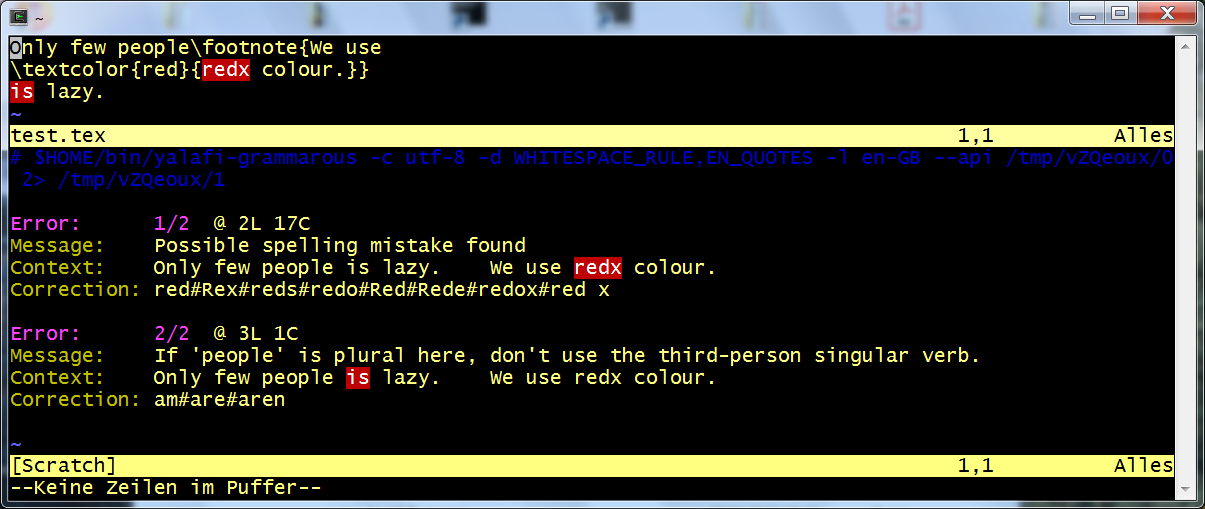 ~
Only few people\footnote{We use
\textcolor{red}{redx colour.}}
is lazy.
~
test.tex 1,1 Alles
# $HOME/bin/yalafi-grammarous -c utf-8 -d WHITESPACE_RULE,EN_QUOTES -l en-GB --api /tmp/vZQeoux/0
2> /tmp/vZQeoux/1
Error: 1/2 @ 2L 17C
Message: Possible spelling mistake found
Context: Only few people is lazy. We use redx colour.
Correction: red#Rex#reds#redo#Red#Rede#redox#red x
Error: 2/2 @ 3L 1C
Message: If 'people' is plural here, don't use the third-person singular verb.
Context: Only few people is lazy. We use redx colour.
Correction: am#are#aren
~
[Scratch] 1,1 Alles
--Keine Zeilen im Puffer--